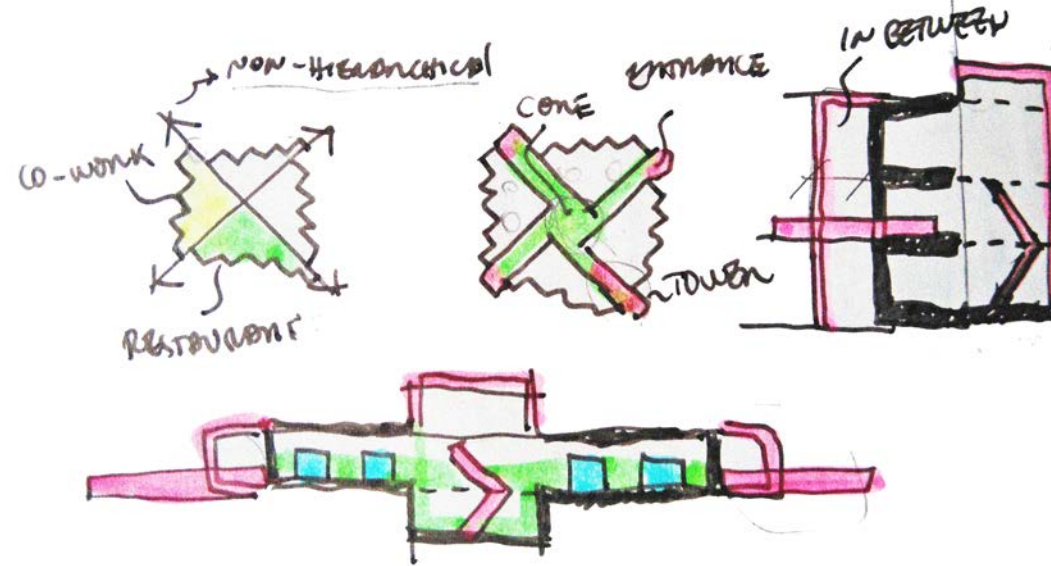 NON-HIERARCHICAL
CO-WORK
RESTAURANT
CORE
ENTRANCE
TOWER
IN BETWEEN